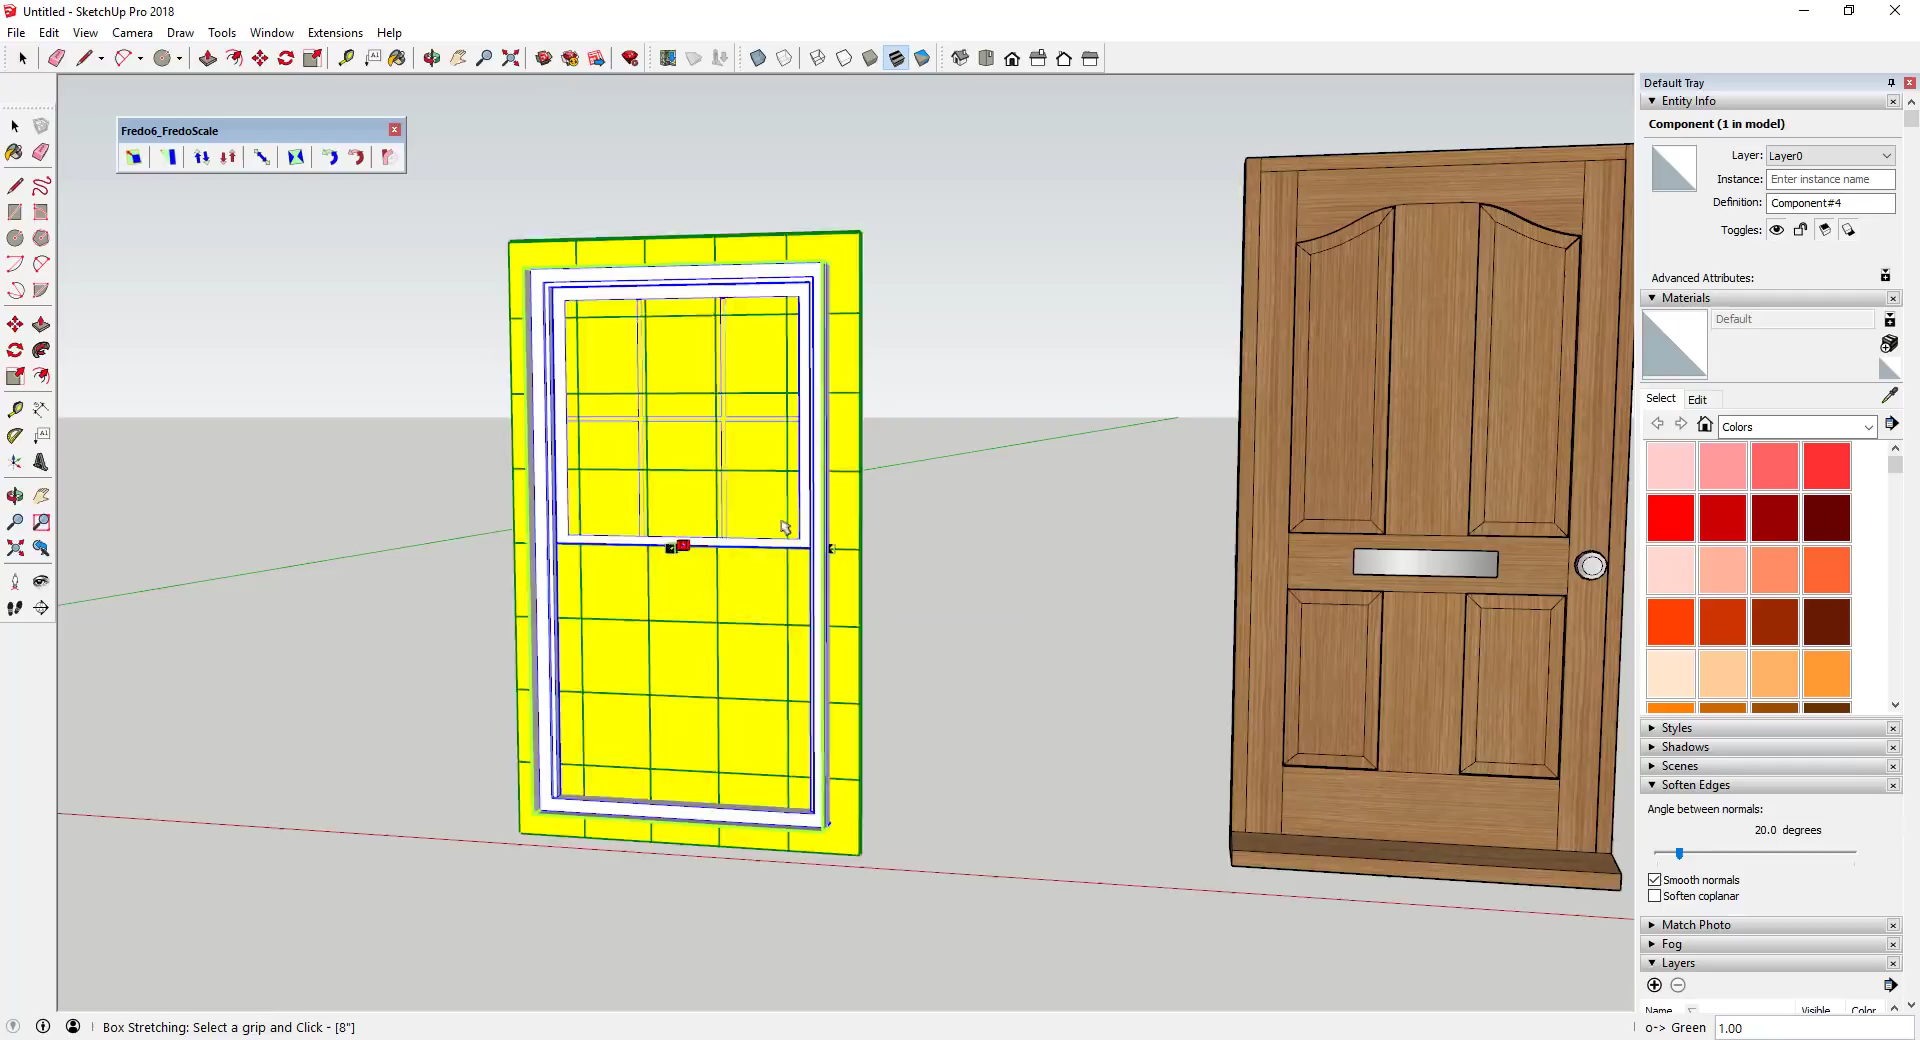 Untitled - SketchUp Pro 2018
File Edit View Camera Draw Tools Window Extensions Help
Default Tray
Entity Info
Component (1 in model)
Layer: Layer0
Instance: Enter instance name
Definition: Component#4
Toggles:
Advanced Attributes:
Materials
Default
Select Edit
Colors
Styles
Shadows
Scenes
Soften Edges
Angle between normals:
20.0 degrees
Smooth normals
Soften coplanar
Match Photo
Fog
Layers
Name Visible Color
Fredo6_FredoScale
Box Stretching: Select a grip and Click - [8"]
o-> Green 1.00